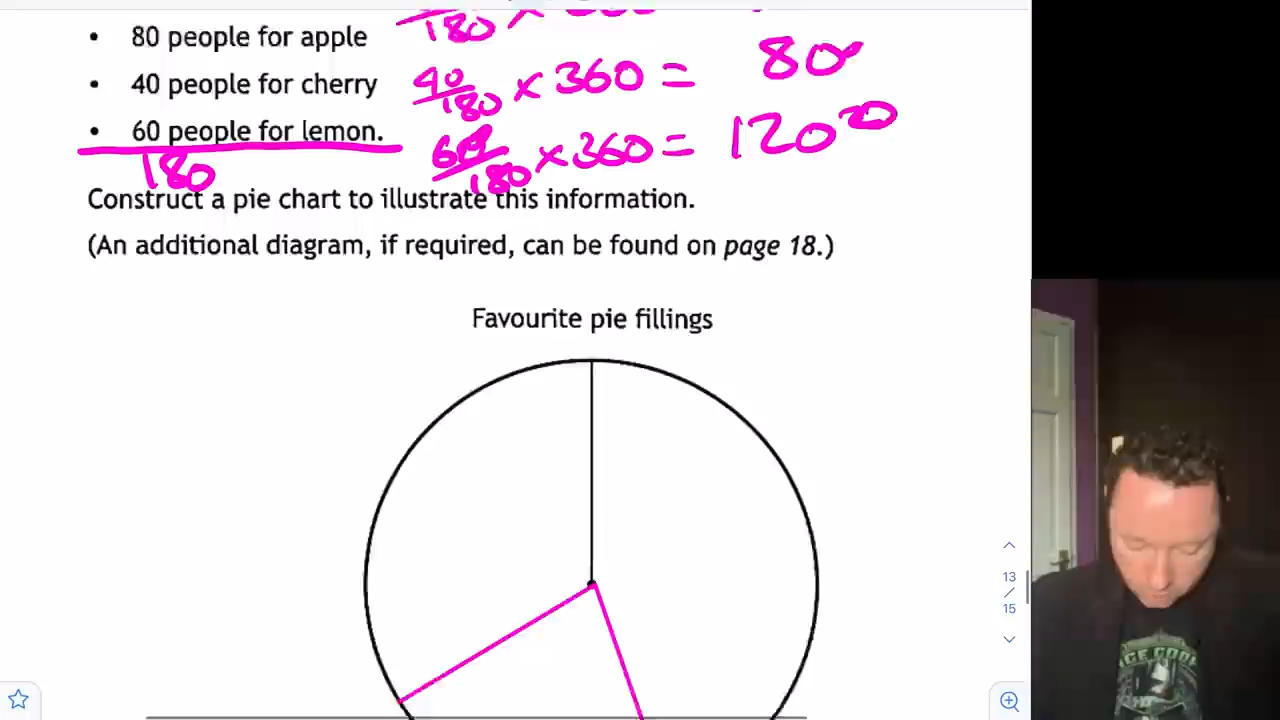 180
• 80 people for apple
• 40 people for cherry 40/180 × 360 = 80°
• 60 people for lemon. 60/180 × 360 = 120°
180
Construct a pie chart to illustrate this information.
(An additional diagram, if required, can be found on page 18.)
Favourite pie fillings
13
/
15